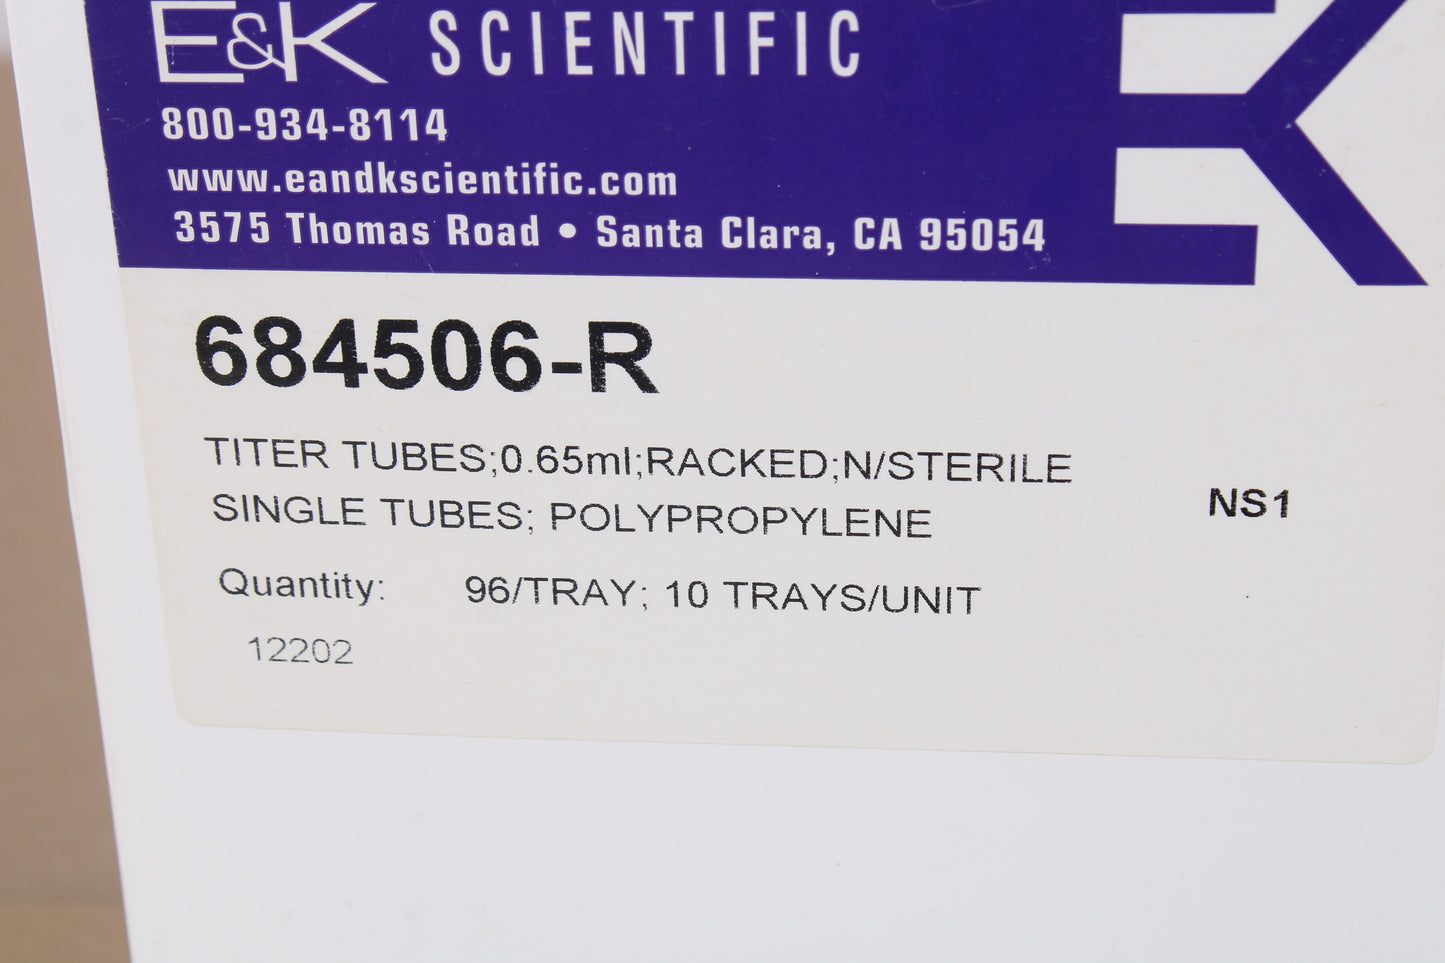 E&K SCIENTIFIC
800-934-8114
www.eandkscientific.com
3575 Thomas Road • Santa Clara, CA 95054
EK
684506-R
TITER TUBES;0.65ml;RACKED;N/STERILE
SINGLE TUBES; POLYPROPYLENE
NS1
Quantity: 96/TRAY; 10 TRAYS/UNIT
12202